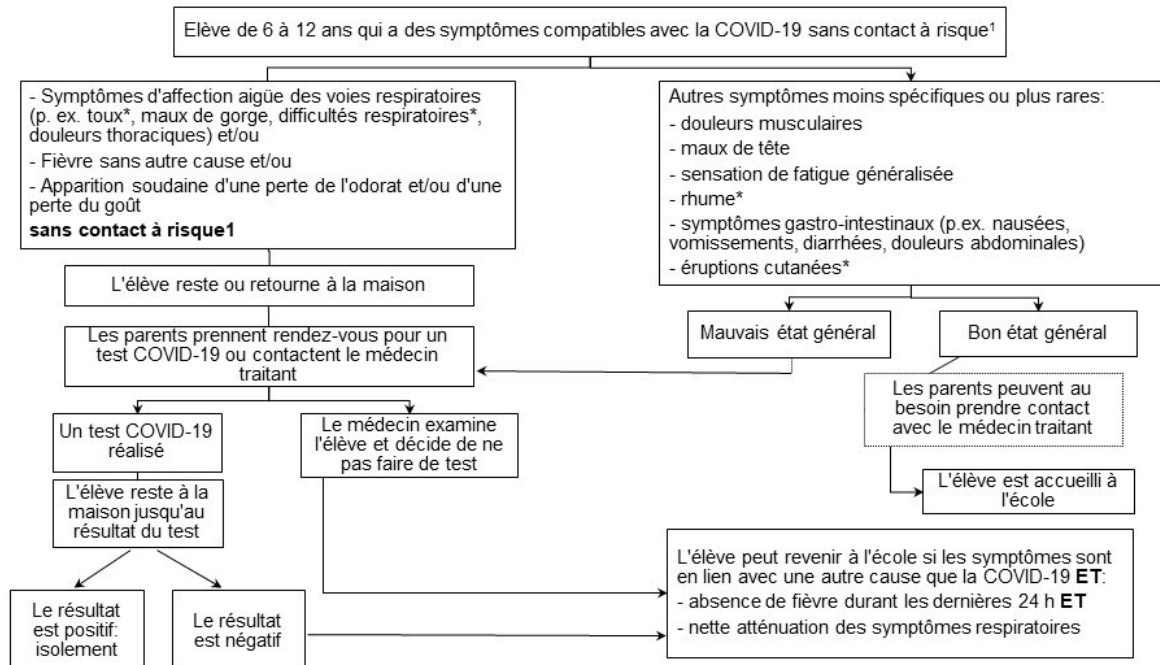 Elève de 6 à 12 ans qui a des symptômes compatibles avec la COVID-19 sans contact à risque¹
- Symptômes d'affection aigüe des voies respiratoires
(p. ex. toux*, maux de gorge, difficultés respiratoires*,
douleurs thoraciques) et/ou
- Fièvre sans autre cause et/ou
- Apparition soudaine d'une perte de l'odorat et/ou d'une
perte du goût
sans contact à risque1
Autres symptômes moins spécifiques ou plus rares:
- douleurs musculaires
- maux de tête
- sensation de fatigue généralisée
- rhume*
- symptômes gastro-intestinaux (p.ex. nausées,
vomissements, diarrhées, douleurs abdominales)
- éruptions cutanées*
L'élève reste ou retourne à la maison
Mauvais état général
Bon état général
Les parents prennent rendez-vous pour un
test COVID-19 ou contactent le médecin
traitant
Les parents peuvent au
besoin prendre contact
avec le médecin traitant
Un test COVID-19
réalisé
Le médecin examine
l'élève et décide de ne
pas faire de test
L'élève est accueilli à
l'école
L'élève reste à la
maison jusqu'au
résultat du test
L'élève peut revenir à l'école si les symptômes sont
en lien avec une autre cause que la COVID-19 ET:
- absence de fièvre durant les dernières 24 h ET
- nette atténuation des symptômes respiratoires
Le résultat
est positif:
isolement
Le résultat
est négatif